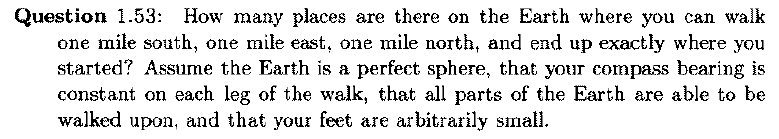 Question 1.53: How many places are there on the Earth where you can walk
one mile south, one mile east, one mile north, and end up exactly where you
started? Assume the Earth is a perfect sphere, that your compass bearing is
constant on each leg of the walk, that all parts of the Earth are able to be
walked upon, and that your feet are arbitrarily small.